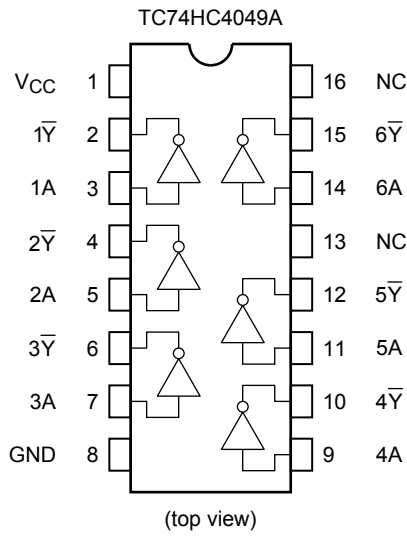 TC74HC4049A
VCC 1 16 NC
1Y̅ 2 15 6Y̅
1A 3 14 6A
2Y̅ 4 13 NC
2A 5 12 5Y̅
3Y̅ 6 11 5A
3A 7 10 4Y̅
GND 8 9 4A
(top view)